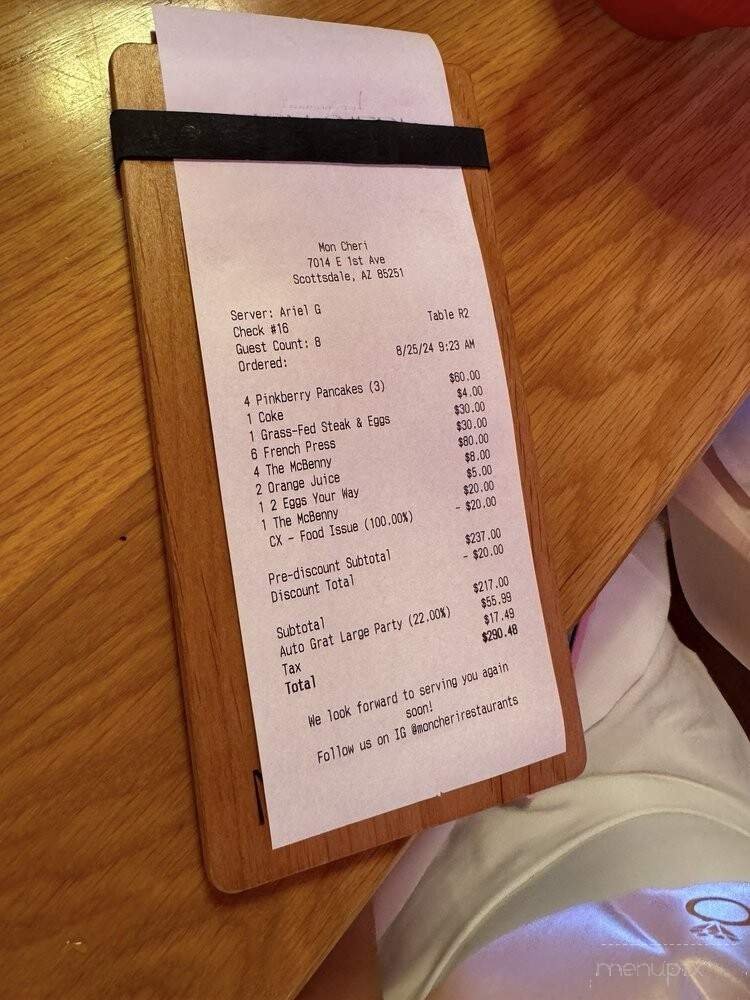 Mon Cheri
7014 E 1st Ave
Scottsdale, AZ 85251
Server: Ariel G
Check #16 Table R2
Guest Count: 8
Ordered: 8/25/24 9:23 AM
4 Pinkberry Pancakes (3) $60.00
1 Coke $4.00
1 Grass-Fed Steak & Eggs $30.00
6 French Press $30.00
4 The McBenny $80.00
2 Orange Juice $8.00
1 2 Eggs Your Way $5.00
1 The McBenny $20.00
CX - Food Issue (100.00%) - $20.00
Pre-discount Subtotal $237.00
Discount Total - $20.00
Subtotal $217.00
Auto Grat Large Party (22.00%) $55.99
Tax $17.49
Total $290.48
We look forward to serving you again
soon!
Follow us on IG @moncherirestaurants
menupix